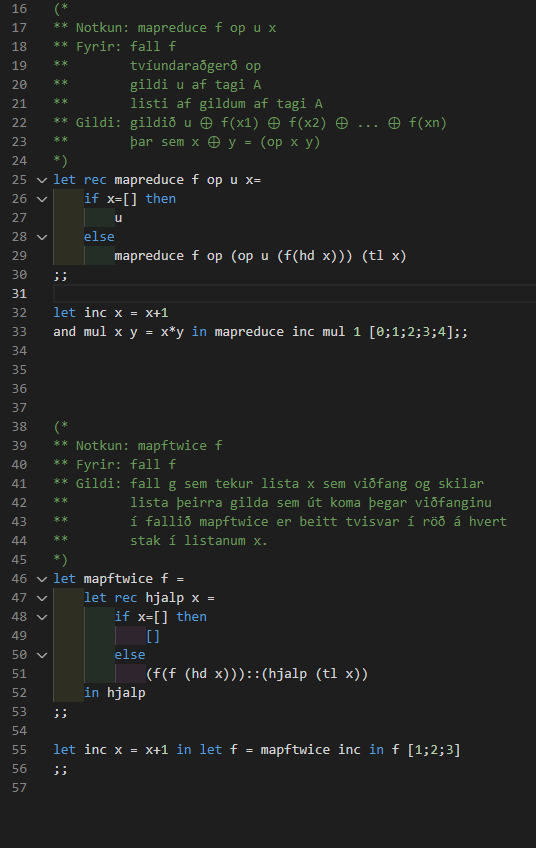 16 (*
17 ** Notkun: mapreduce f op u x
18 ** Fyrir: fall f
19 **        tvíundaraðgerð op
20 **        gildi u af tagi A
21 **        listi af gildum af tagi A
22 ** Gildi: gildið u ⊕ f(x1) ⊕ f(x2) ⊕ ... ⊕ f(xn)
23 **        þar sem x ⊕ y = (op x y)
24 *)
25 let rec mapreduce f op u x=
26     if x=[] then
27         u
28     else
29         mapreduce f op (op u (f(hd x))) (tl x)
30 ;;
31
32 let inc x = x+1
33 and mul x y = x*y in mapreduce inc mul 1 [0;1;2;3;4];;
34
35
36
37
38 (*
39 ** Notkun: mapftwice f
40 ** Fyrir: fall f
41 ** Gildi: fall g sem tekur lista x sem viðfang og skilar
42 **        lista þeirra gilda sem út koma þegar viðfanginu
43 **        í fallið mapftwice er beitt tvisvar í röð á hvert
44 **        stak í listanum x.
45 *)
46 let mapftwice f =
47     let rec hjalp x =
48         if x=[] then
49             []
50         else
51             (f(f (hd x)))::(hjalp (tl x))
52     in hjalp
53 ;;
54
55 let inc x = x+1 in let f = mapftwice inc in f [1;2;3]
56 ;;
57